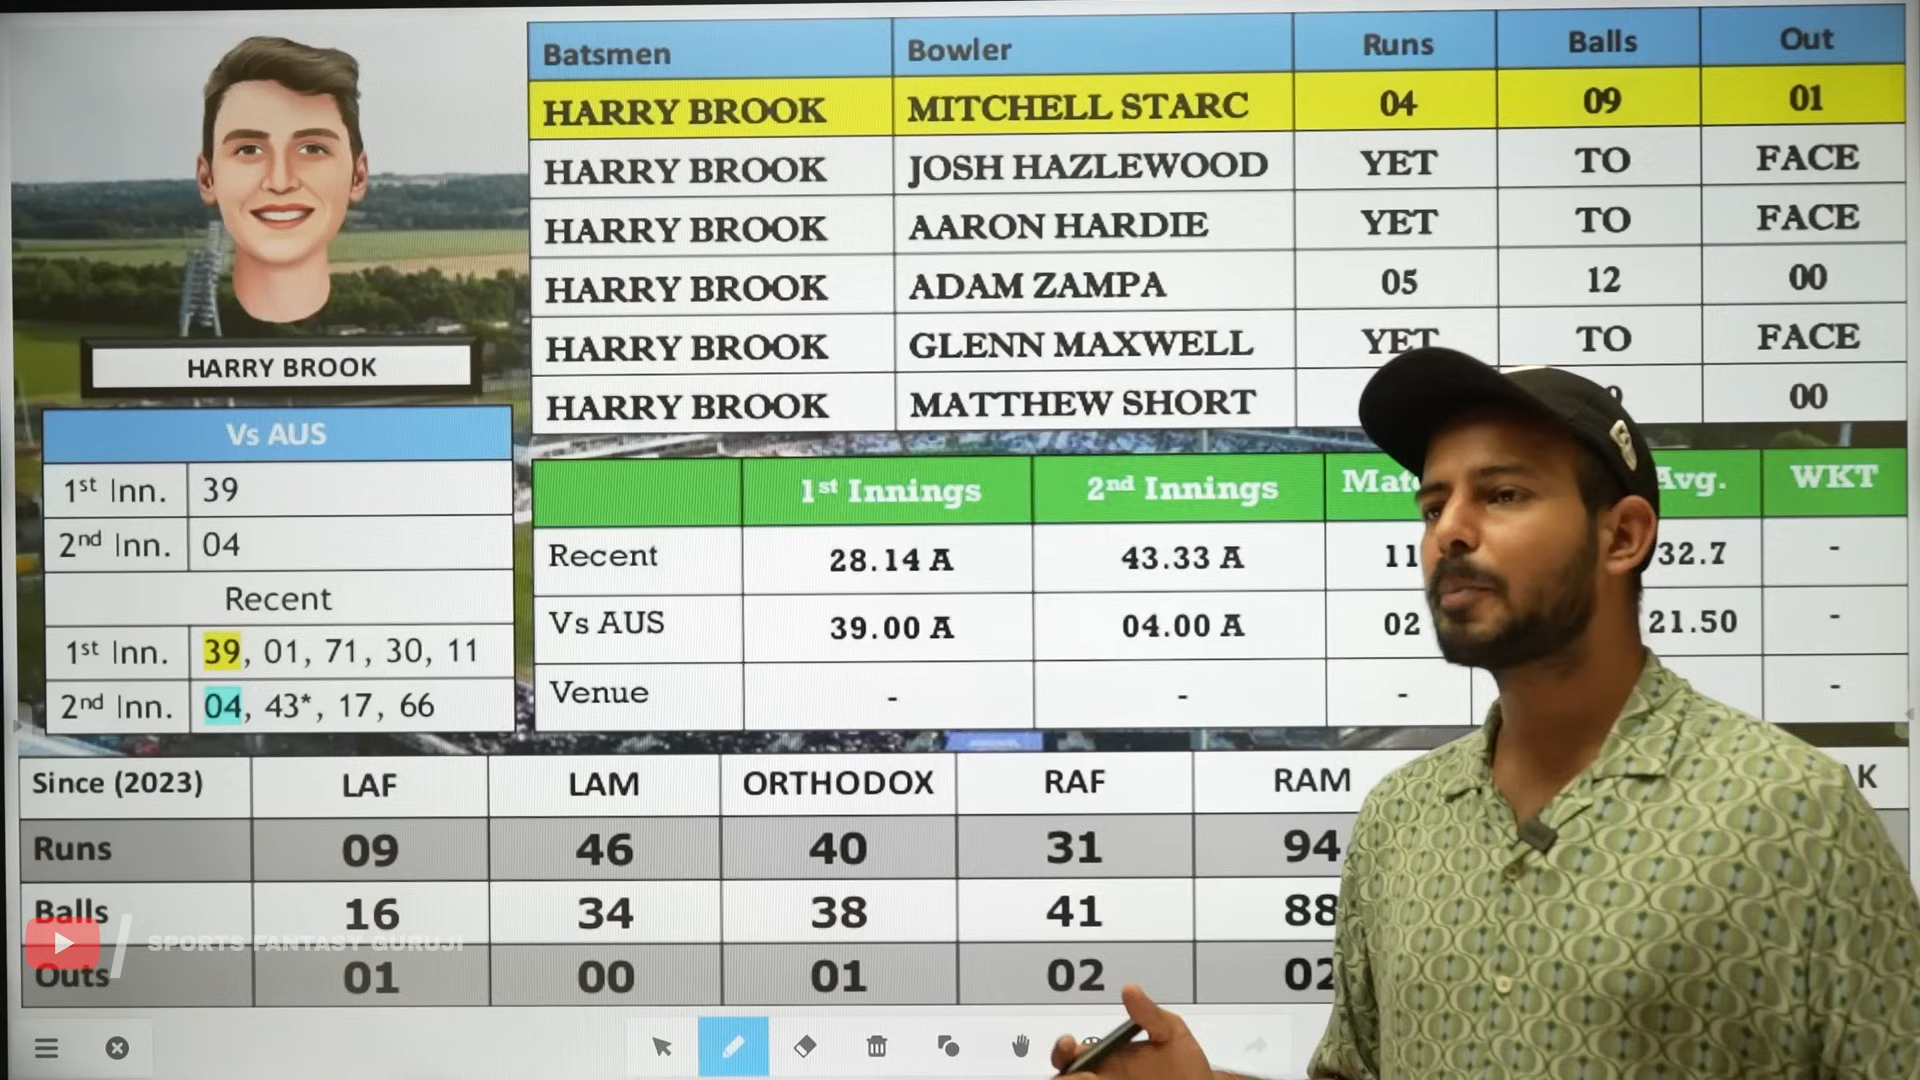 Batsmen Bowler Runs Balls Out
HARRY BROOK MITCHELL STARC 04 09 01
HARRY BROOK JOSH HAZLEWOOD YET TO FACE
HARRY BROOK AARON HARDIE YET TO FACE
HARRY BROOK ADAM ZAMPA 05 12 00
HARRY BROOK GLENN MAXWELL YET TO FACE
HARRY BROOK MATTHEW SHORT 00
HARRY BROOK
Vs AUS
1st Inn. 39
2nd Inn. 04
Recent
1st Inn. 39, 01, 71, 30, 11
2nd Inn. 04, 43*, 17, 66
1st Innings 2nd Innings Avg. WKT
Recent 28.14 A 43.33 A 11 32.7 -
Vs AUS 39.00 A 04.00 A 02 21.50 -
Venue - - - -
Since (2023) LAF LAM ORTHODOX RAF RAM
Runs 09 46 40 31 94
Balls 16 34 38 41 88
Outs 01 00 01 02 02
SPORTS FANTASY GURUJI